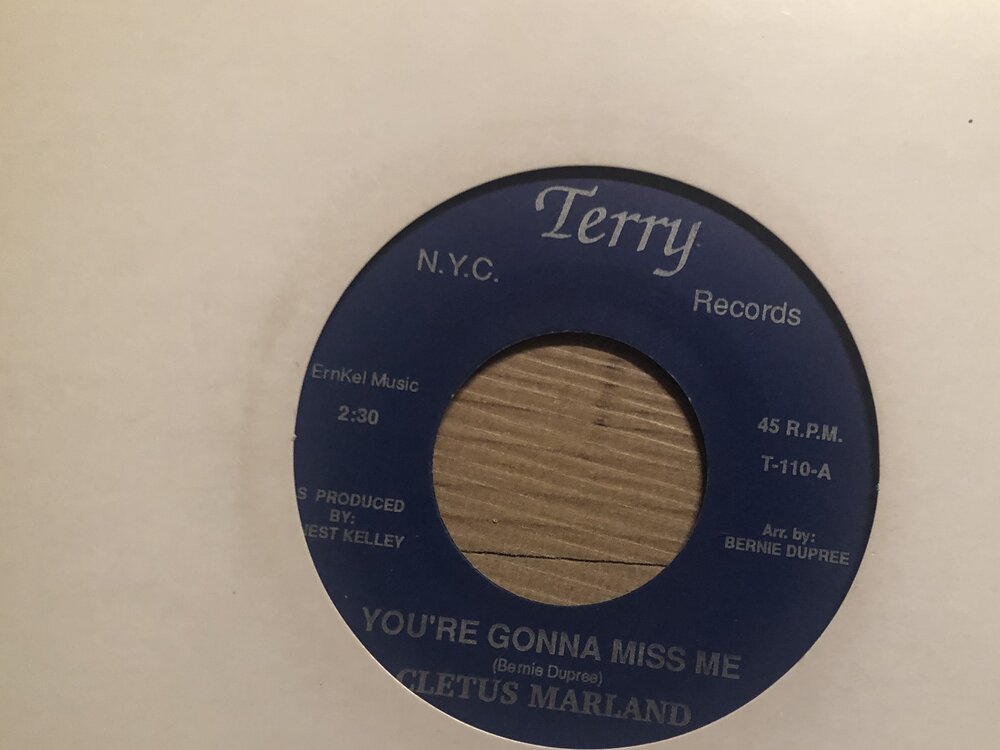 Terry
N.Y.C.
Records
ErnKel Music
2:30
45 R.P.M.
T-110-A
S PRODUCED
BY:
EST KELLEY
Arr. by:
BERNIE DUPREE
YOU'RE GONNA MISS ME
(Bernie Dupree)
CLETUS MARLAND